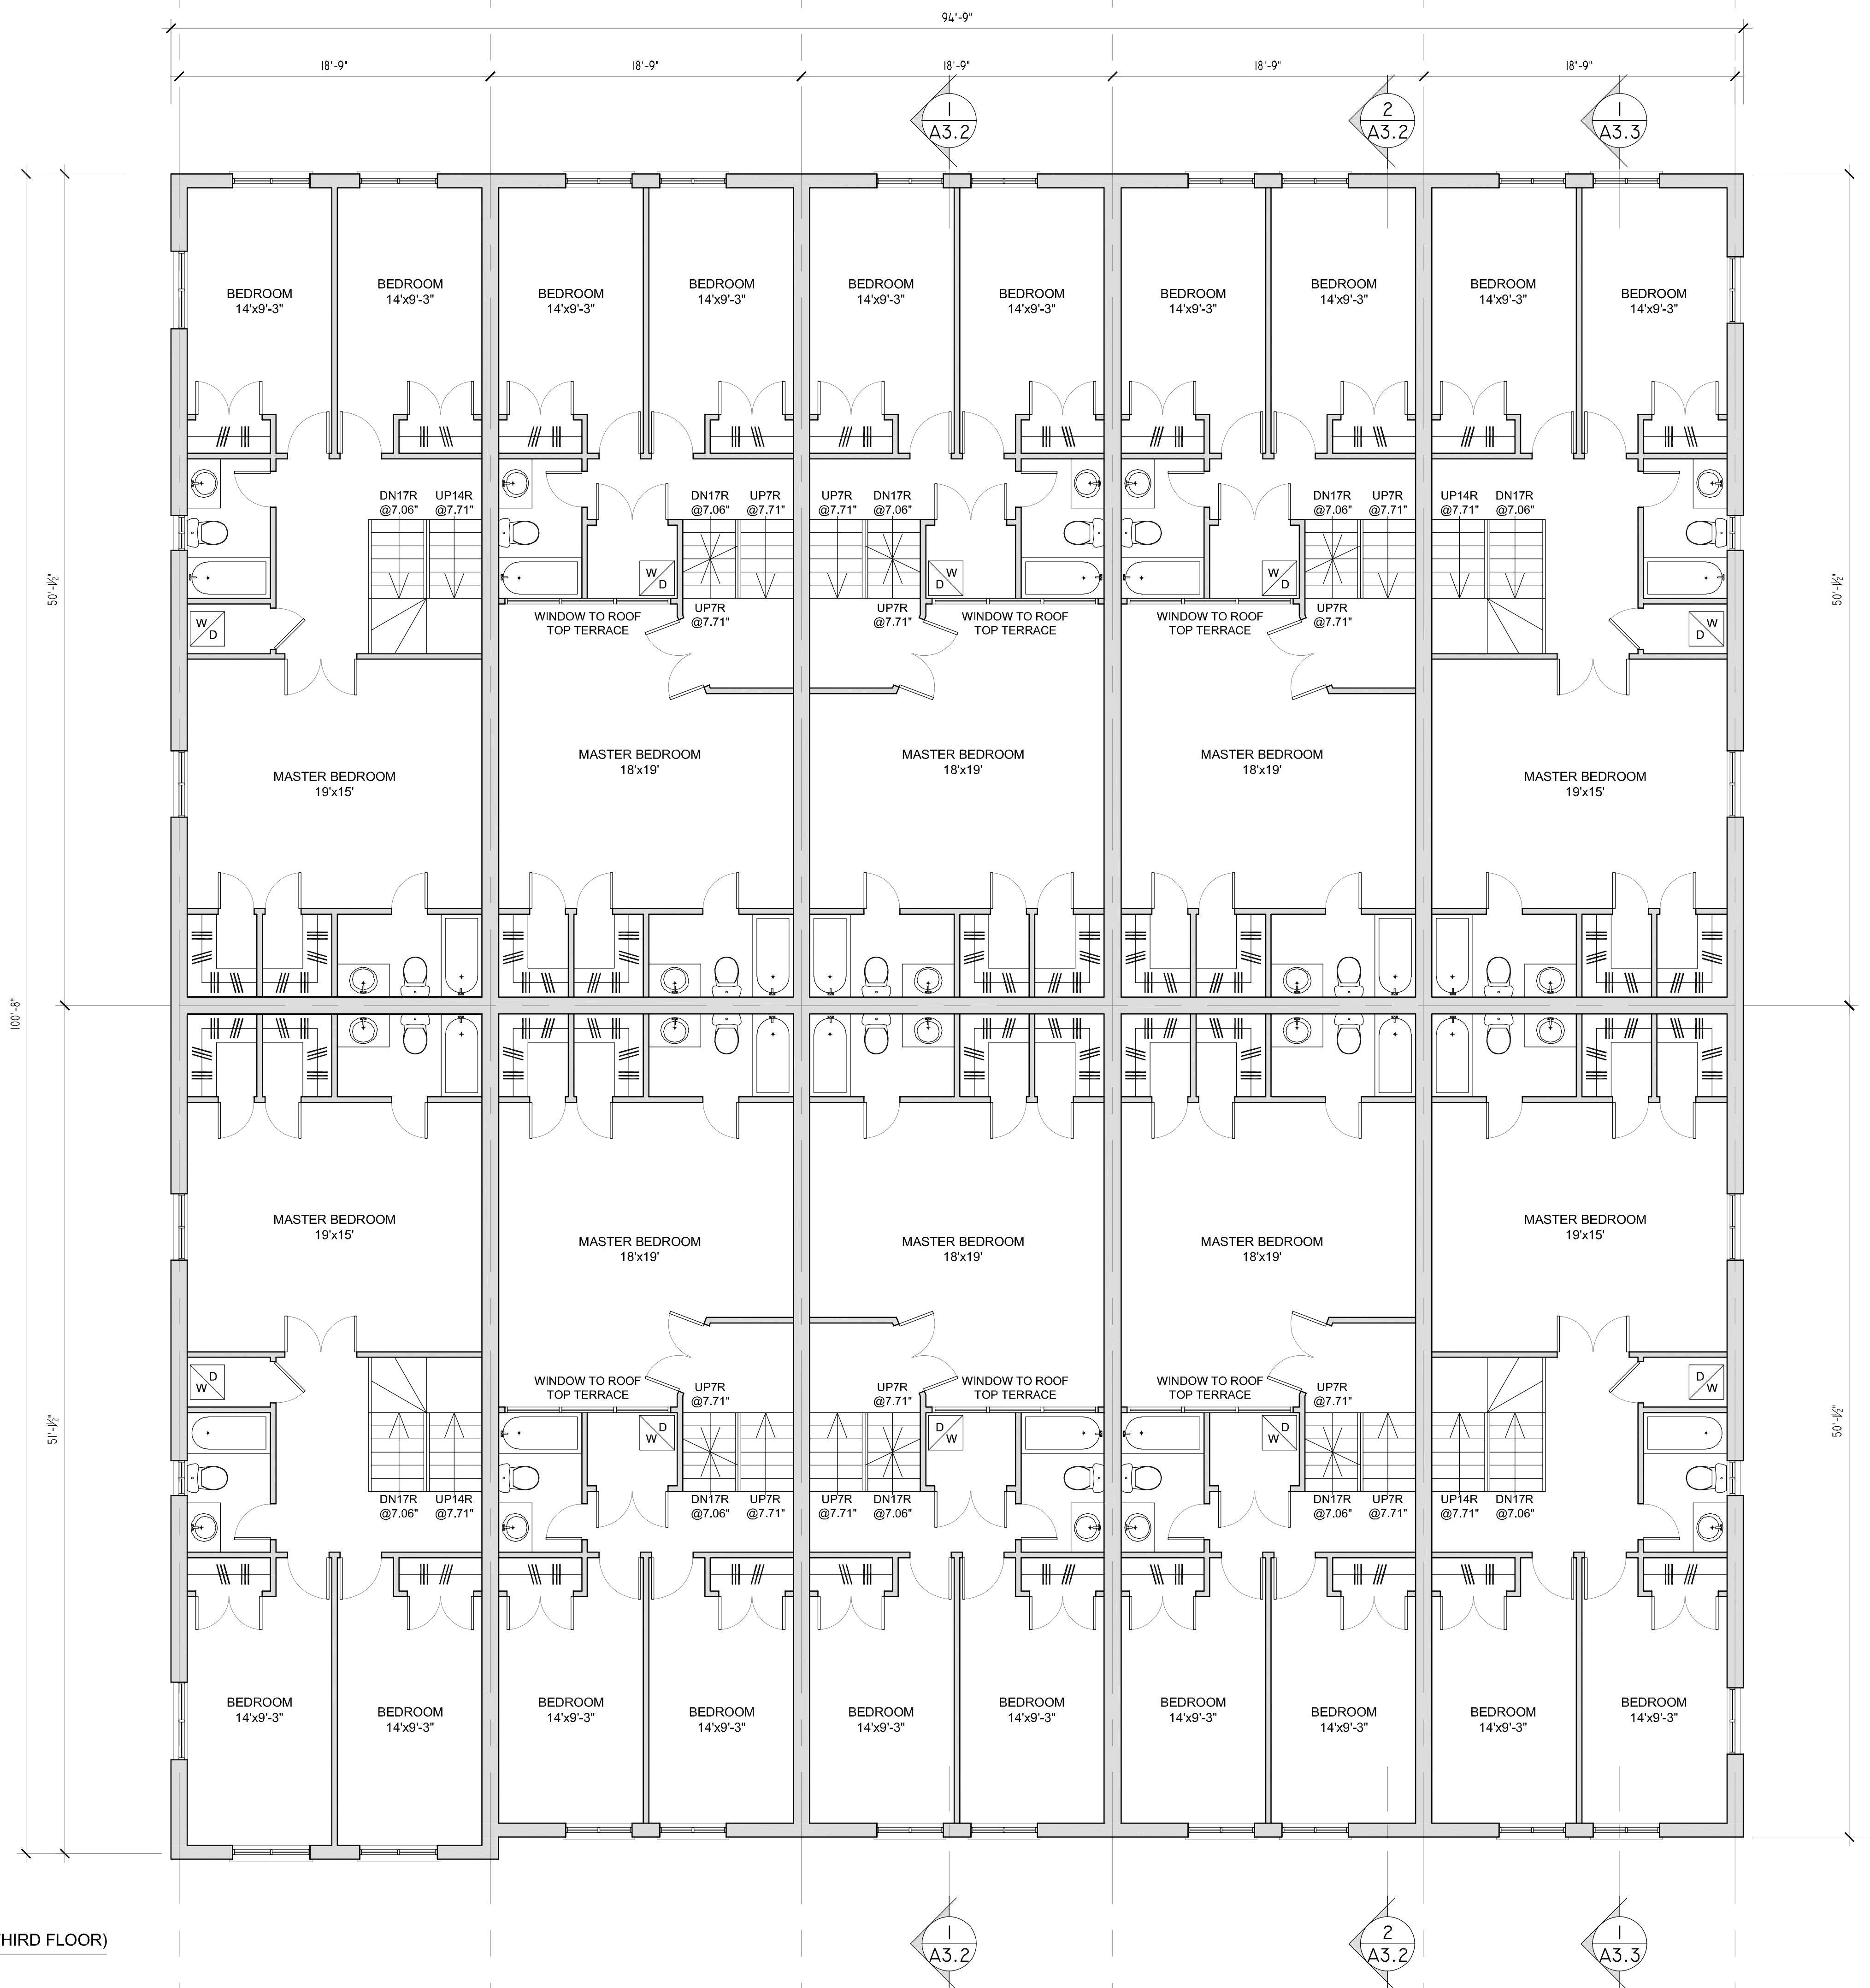 94'-9"
18'-9" 18'-9" 18'-9" 18'-9" 18'-9"
1 2 1
A3.2 A3.2 A3.3
BEDROOM BEDROOM BEDROOM BEDROOM BEDROOM BEDROOM BEDROOM BEDROOM BEDROOM BEDROOM
14'x9'-3" 14'x9'-3" 14'x9'-3" 14'x9'-3" 14'x9'-3" 14'x9'-3" 14'x9'-3" 14'x9'-3" 14'x9'-3" 14'x9'-3"
DN17R UP14R DN17R UP7R UP7R DN17R DN17R UP7R UP14R DN17R
@7.06" @7.71" @7.06" @7.71" @7.71" @7.06" @7.06" @7.71" @7.71" @7.06"
50'-1½" 50'-1½"
W W W
D D D
WINDOW TO ROOF UP7R UP7R WINDOW TO ROOF WINDOW TO ROOF UP7R
TOP TERRACE @7.71" @7.71" TOP TERRACE TOP TERRACE @7.71"
W W
D D
MASTER BEDROOM MASTER BEDROOM MASTER BEDROOM MASTER BEDROOM MASTER BEDROOM
19'x15' 18'x19' 18'x19' 18'x19' 19'x15'
100'-8"
MASTER BEDROOM MASTER BEDROOM MASTER BEDROOM MASTER BEDROOM MASTER BEDROOM
19'x15' 18'x19' 18'x19' 18'x19' 19'x15'
D D
W W
WINDOW TO ROOF UP7R UP7R WINDOW TO ROOF WINDOW TO ROOF UP7R
TOP TERRACE @7.71" @7.71" TOP TERRACE TOP TERRACE @7.71"
51'-1½" 50'-1½"
D D D
W W W
DN17R UP14R DN17R UP7R UP7R DN17R DN17R UP7R UP14R DN17R
@7.06" @7.71" @7.06" @7.71" @7.71" @7.06" @7.06" @7.71" @7.71" @7.06"
BEDROOM BEDROOM BEDROOM BEDROOM BEDROOM BEDROOM BEDROOM BEDROOM BEDROOM BEDROOM
14'x9'-3" 14'x9'-3" 14'x9'-3" 14'x9'-3" 14'x9'-3" 14'x9'-3" 14'x9'-3" 14'x9'-3" 14'x9'-3" 14'x9'-3"
HIRD FLOOR)
1 2 1
A3.2 A3.2 A3.3